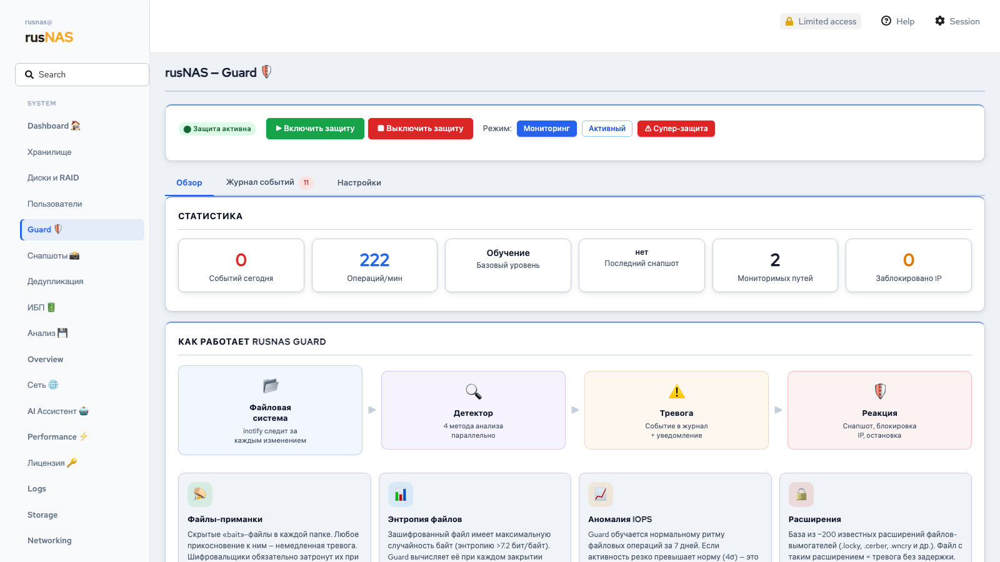 rusnas@
rusNAS
Limited access
Help
Session
Search
SYSTEM
Dashboard
Хранилище
Диски и RAID
Пользователи
Guard
Снапшоты
Дедупликация
ИБП
Анализ
Overview
Сеть
AI Ассистент
Performance
Лицензия
Logs
Storage
Networking
rusNAS – Guard
Защита активна
Включить защиту
Выключить защиту
Режим:
Мониторинг
Активный
Супер-защита
Обзор
Журнал событий 11
Настройки
СТАТИСТИКА
0
Событий сегодня
222
Операций/мин
Обучение
Базовый уровень
нет
Последний снапшот
2
Мониторимых путей
0
Заблокировано IP
КАК РАБОТАЕТ RUSNAS GUARD
Файловая
система
inotify следит за
каждым изменением
Детектор
4 метода анализа
параллельно
Тревога
Событие в журнал
+ уведомление
Реакция
Снапшот, блокировка
IP, остановка
Файлы-приманки
Скрытые «bait»-файлы в каждой папке. Любое
прикосновение к ним – немедленная тревога.
Шифровальщики обязательно затронут их при
Энтропия файлов
Зашифрованный файл имеет максимальную
случайность байт (энтропию >7.2 бит/байт).
Guard вычисляет её при каждом закрытии
Аномалия IOPS
Guard обучается нормальному ритму
файловых операций за 7 дней. Если
активность резко превышает норму (4σ) – это
Расширения
База из ~200 известных расширений файлов-
вымогателей (.locky, .cerber, .wncry и др.). Файл с
таким расширением = тревога без задержки.